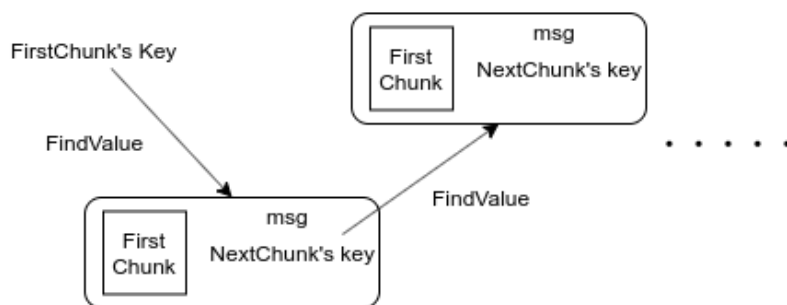 FirstChunk's Key
FindValue
First
Chunk
msg
NextChunk's key
FindValue
First
Chunk
msg
NextChunk's key